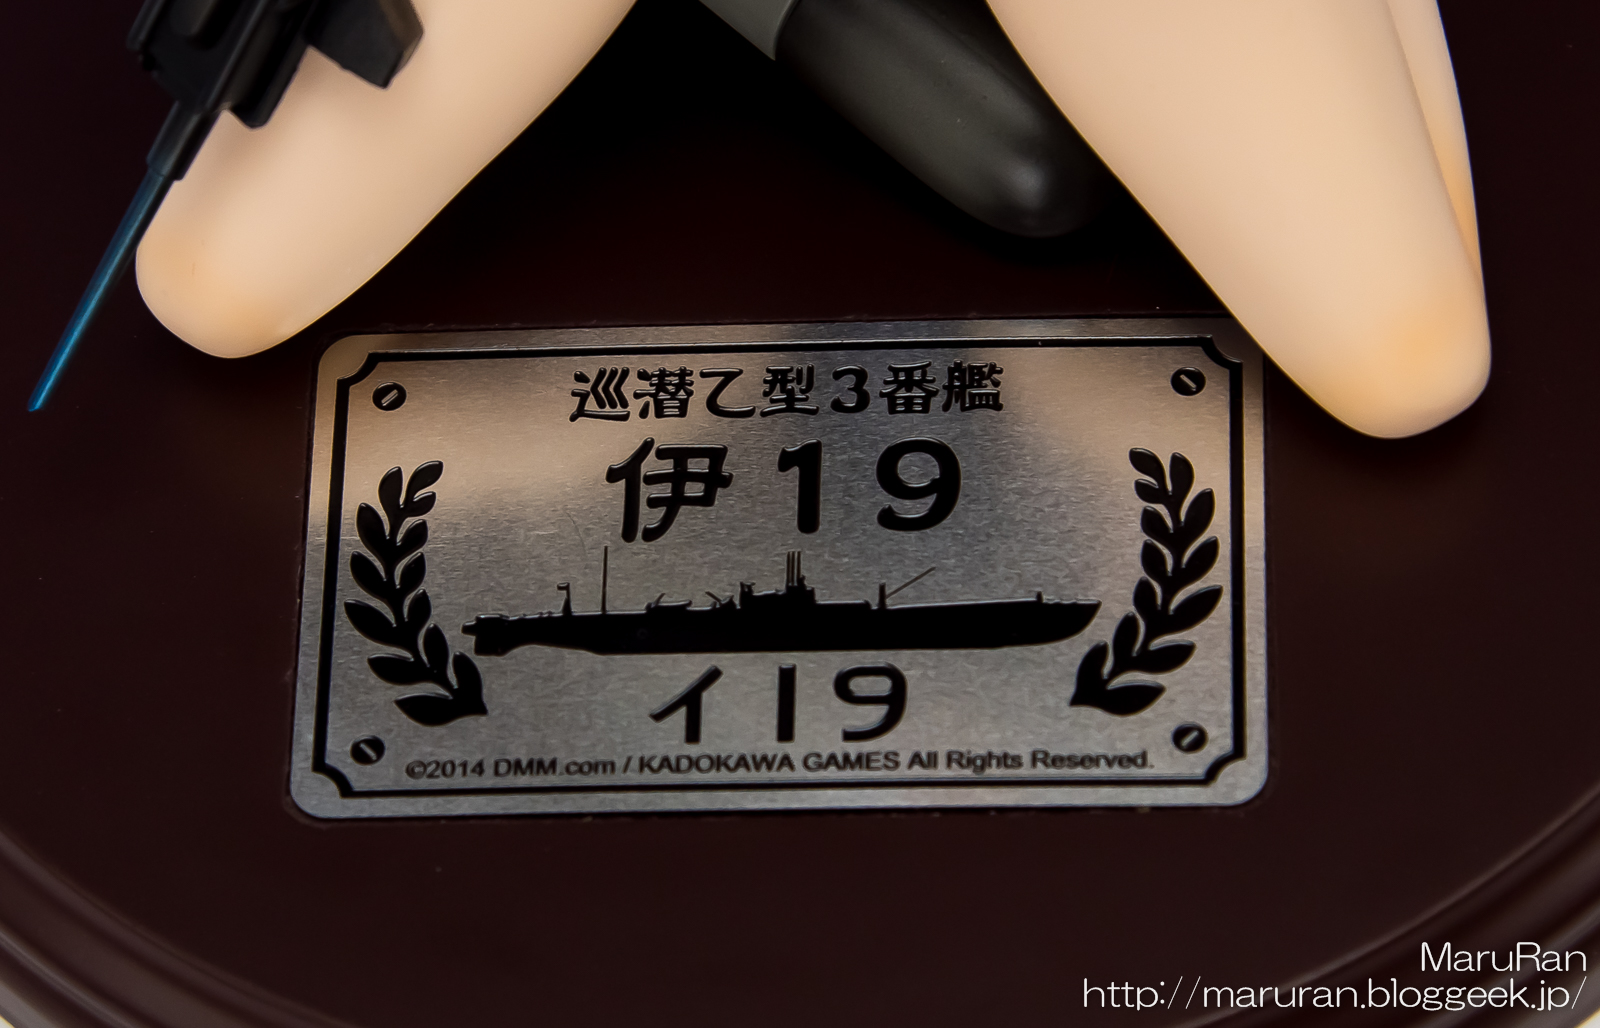 巡潜乙型3番艦
伊19
イ19
©2014 DMM.com / KADOKAWA GAMES All Rights Reserved.
MaruRan
http://maruran.bloggeek.jp/